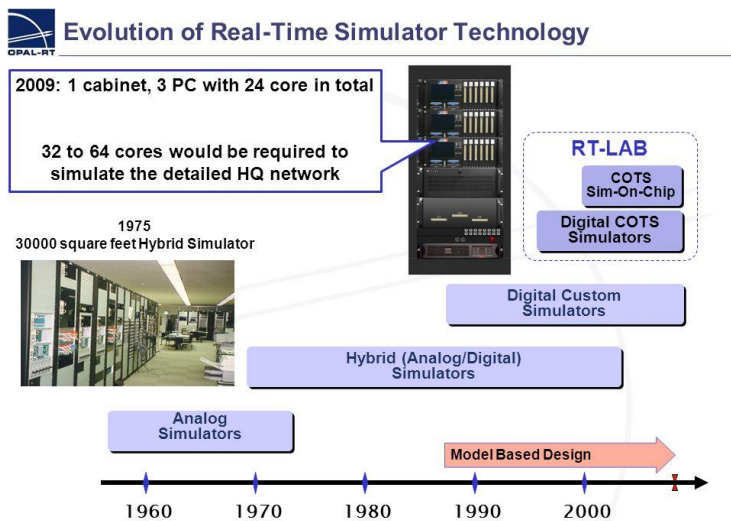 OPAL-RT
Evolution of Real-Time Simulator Technology
2009: 1 cabinet, 3 PC with 24 core in total
32 to 64 cores would be required to
simulate the detailed HQ network
RT-LAB
COTS
Sim-On-Chip
Digital COTS
Simulators
1975
30000 square feet Hybrid Simulator
Digital Custom
Simulators
Hybrid (Analog/Digital)
Simulators
Analog
Simulators
Model Based Design
1960
1970
1980
1990
2000